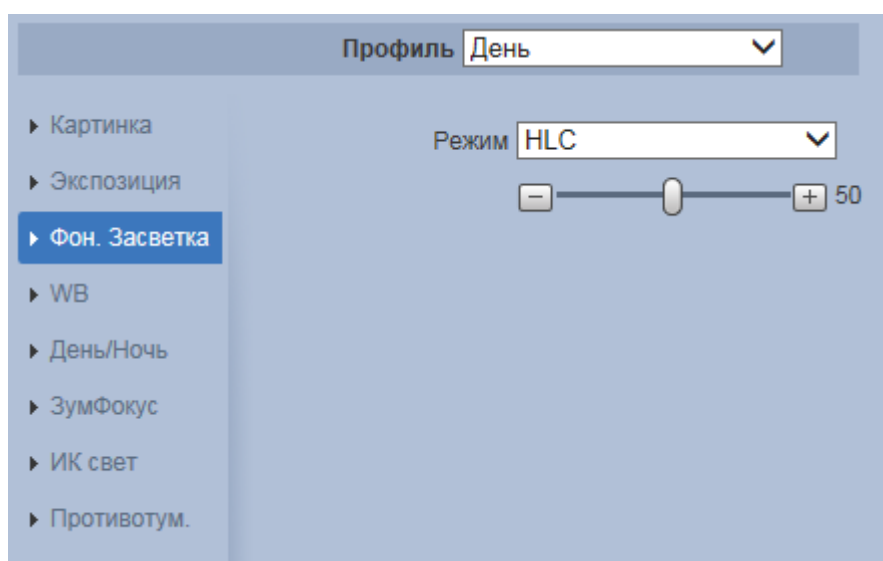 Профиль День
Картинка
Режим HLC
Экспозиция
50
Фон. Засветка
WB
День/Ночь
ЗумФокус
ИК свет
Противотум.